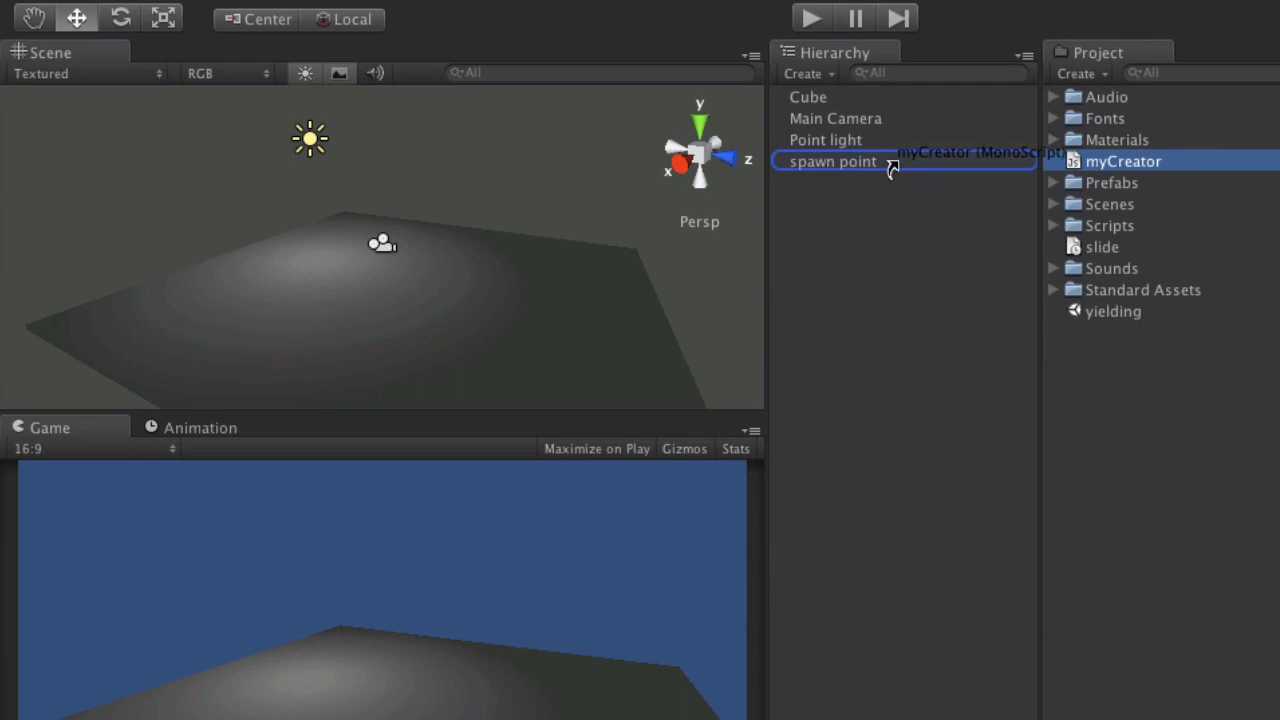 Center Local
Scene
Textured RGB All
y
z
x
Persp
Game Animation
16:9 Maximize on Play Gizmos Stats
Hierarchy
Create All
Cube
Main Camera
Point light
spawn point
myCreator (MonoScript)
Project
Create All
Audio
Fonts
Materials
Js myCreator
Prefabs
Scenes
Scripts
slide
Sounds
Standard Assets
yielding